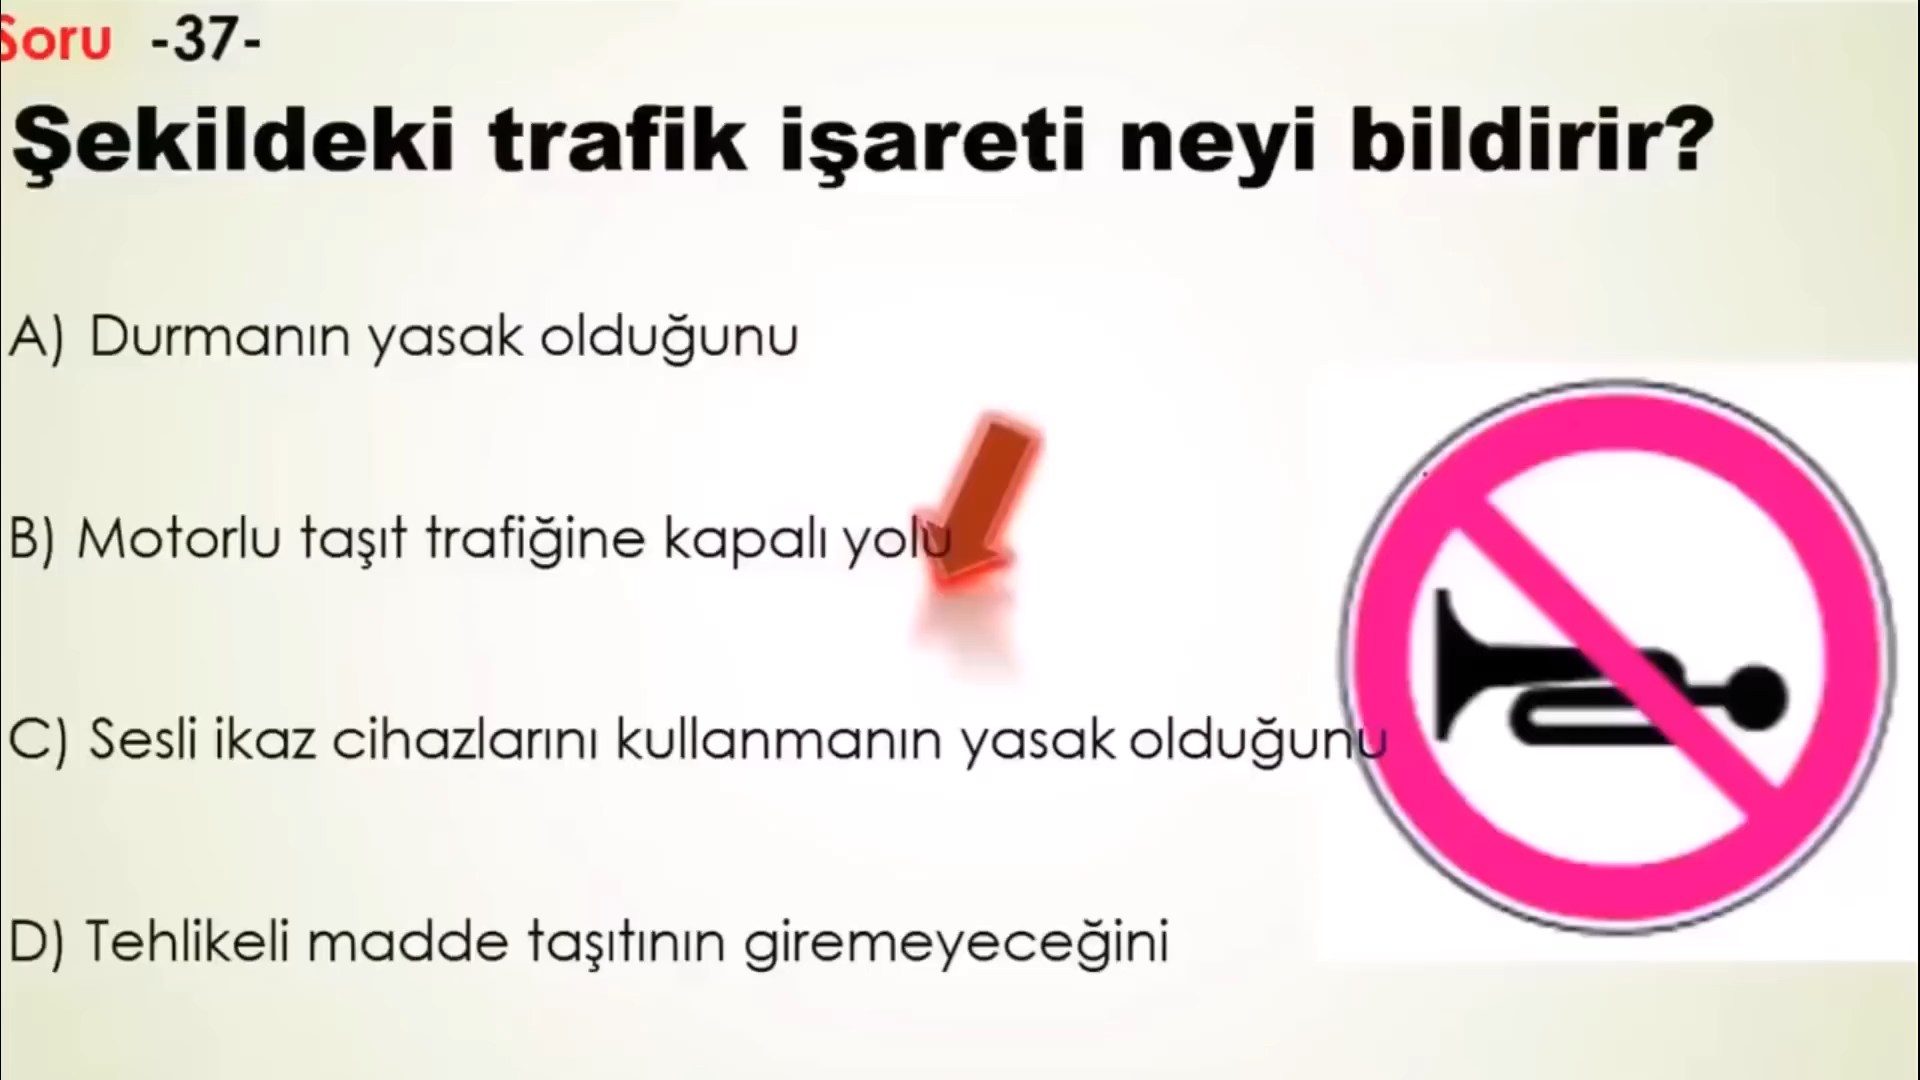 Soru -37-
Şekildeki trafik işareti neyi bildirir?
A) Durmanın yasak olduğunu
B) Motorlu taşıt trafiğine kapalı yolu
C) Sesli ikaz cihazlarını kullanmanın yasak olduğunu
D) Tehlikeli madde taşıtının giremeyeceğini